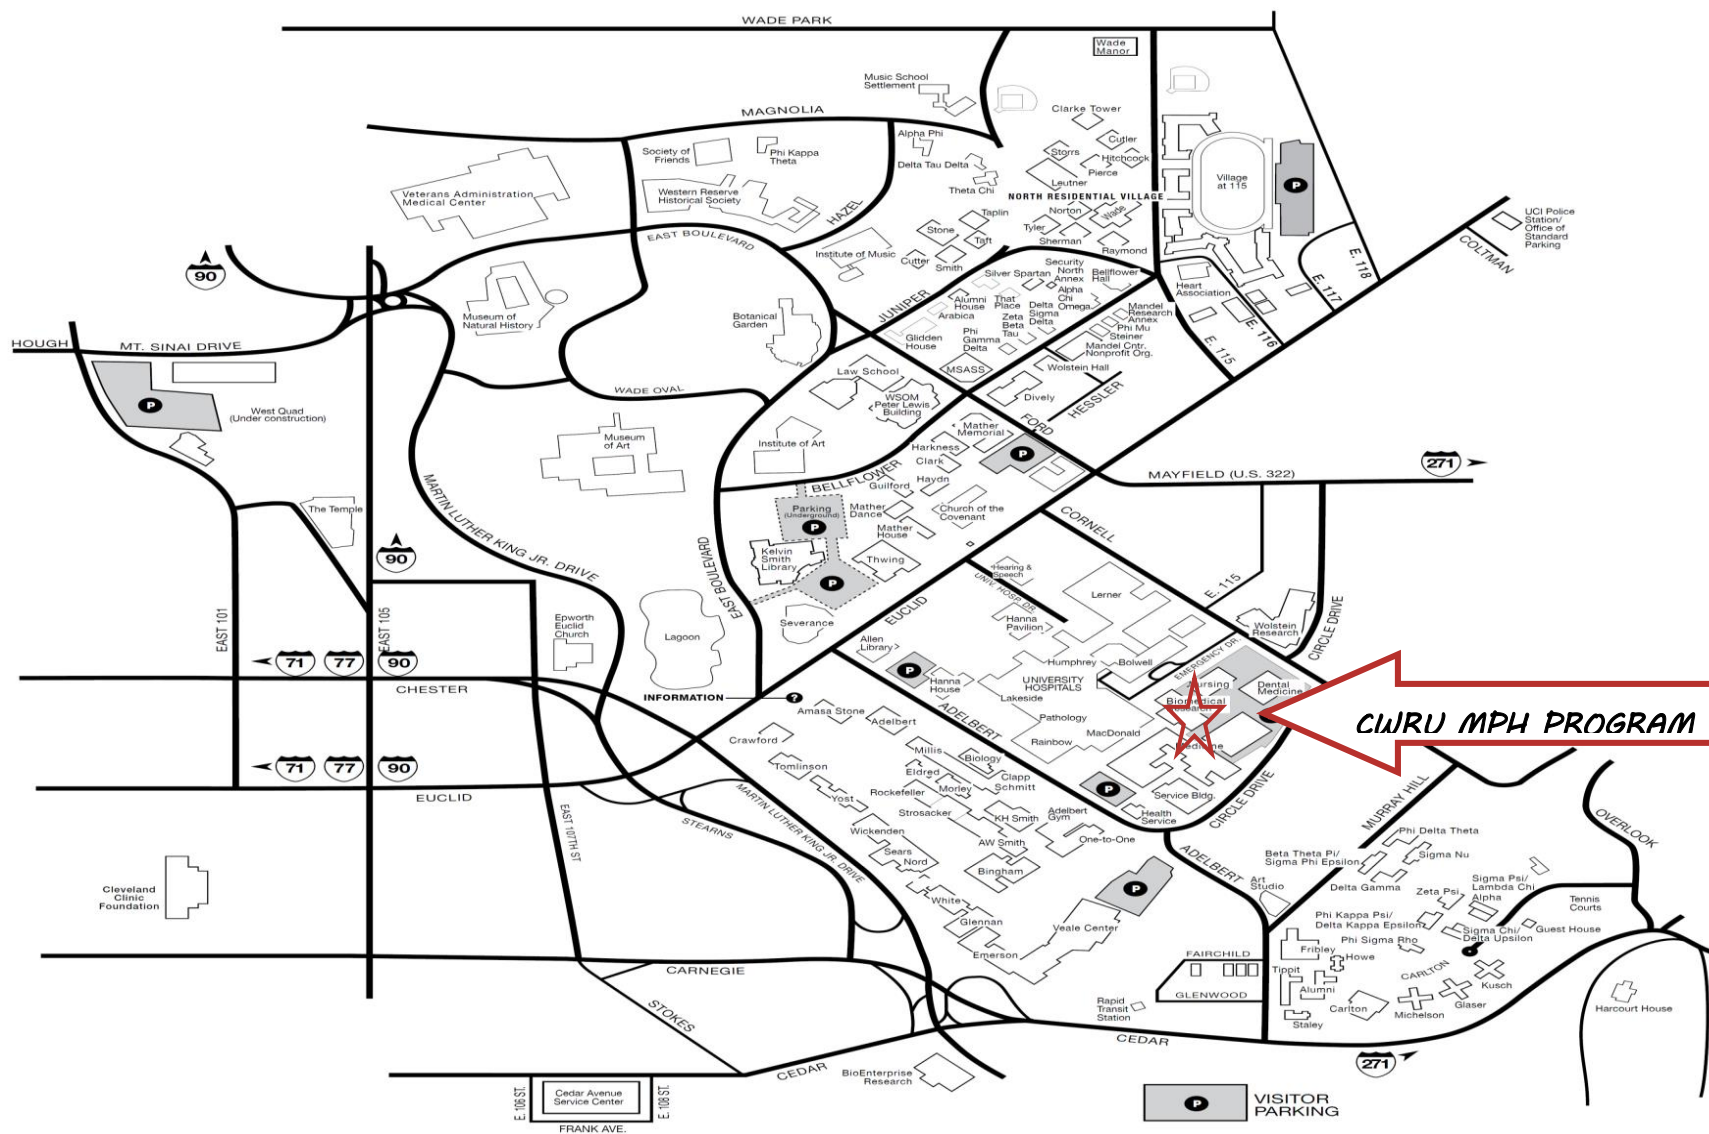 WADE PARK
Wade
Manor
Music School
Settlement
MAGNOLIA
Clarke Tower
Alpha Phi
Cutler
Society of
Friends
Phi Kappa
Theta
Storrs
Hitchcock
Delta Tau Delta
Pierce
Leutner
Village
at 115
P
Theta Chi
Veterans Administration
Medical Center
Western Reserve
Historical Society
NORTH RESIDENTIAL VILLAGE
HAZEL
Taplin
Norton
Wade
Stone
Tyler
Taft
Sherman
Raymond
UCI Police
Station/
Office of
Standard
Parking
COLTMAN
EAST BOULEVARD
Institute of Music
Cutter
Smith
90
Silver Spartan
Security
North
Annex
Bellflower
Hall
Heart
Association
E. 118
E. 117
E. 116
E. 115
JUNIPER
Alumni
House
That
Place
Alpha
Chi
Omega
Arabica
Zeta
Beta
Tau
Delta
Sigma
Delta
Mandel
Research
Annex
Phi Mu
Steiner
Mandel Cntr.
Nonprofit Org.
Museum of
Natural History
Botanical
Garden
Glidden
House
Phi
Gamma
Delta
HOUGH
MT. SINAI DRIVE
Law School
MSASS
Wolstein Hall
WADE OVAL
WSOM
Peter Lewis
Building
Dively
HESSLER
P
West Quad
(Under construction)
FORD
Museum
of Art
Institute of Art
Mather
Memorial
Harkness
Clark
P
271
MAYFIELD (U.S. 322)
BELLFLOWER
Guilford
Haydn
MARTIN LUTHER KING JR. DRIVE
The Temple
Parking
(Underground)
P
Mather
Dance
Church of the
Covenant
Mather
House
CORNELL
90
EAST BOULEVARD
Kelvin
Smith
Library
Thwing
P
Hearing &
Speech
UNIV. HOSP. DR.
Lerner
E. 115
EUCLID
EAST 101
EAST 105
Epworth
Euclid
Church
Lagoon
Severance
Hanna
Pavilion
Wolstein
Research
CIRCLE DRIVE
Allen
Library
71
77
90
CHESTER
P
Hanna
House
Humphrey
Bolwell
EMERGENCY DR.
UNIVERSITY
HOSPITALS
Lakeside
Nursing
Dental
Medicine
Biomedical
INFORMATION
?
Amasa Stone
Adelbert
ADELBERT
Pathology
MacDonald
Rainbow
Medicine
CWRU MPH PROGRAM
Crawford
Millis
Biology
71
77
90
EUCLID
Tomlinson
Eldred
Morley
Clapp
Schmitt
P
Service Bldg.
CIRCLE DRIVE
MURRAY HILL
OVERLOOK
Yost
Rockefeller
Strosacker
KH Smith
Adelbert
Gym
Health
Service
EAST 107TH ST
STEARNS
MARTIN LUTHER KING JR. DRIVE
Wickenden
AW Smith
One-to-One
ADELBERT
Phi Delta Theta
Sears
Nord
Bingham
Beta Theta Pi/
Sigma Phi Epsilon
Sigma Nu
Cleveland
Clinic
Foundation
P
Art
Studio
Delta Gamma
Zeta Psi
Sigma Psi/
Lambda Chi
Alpha
Tennis
Courts
White
Glennan
Veale Center
Phi Kappa Psi/
Delta Kappa Epsilon
Sigma Chi/
Delta Upsilon
Guest House
Emerson
FAIRCHILD
Fribley
Phi Sigma Rho
Howe
CARNEGIE
Tippit
CARLTON
Kusch
GLENWOOD
Alumni
Glaser
STOKES
Rapid
Transit
Station
Carlton
Michelson
Harcourt House
Staley
CEDAR
271
CEDAR
BioEnterprise
Research
E. 106 ST.
Cedar Avenue
Service Center
E. 108 ST.
FRANK AVE.
P
VISITOR
PARKING